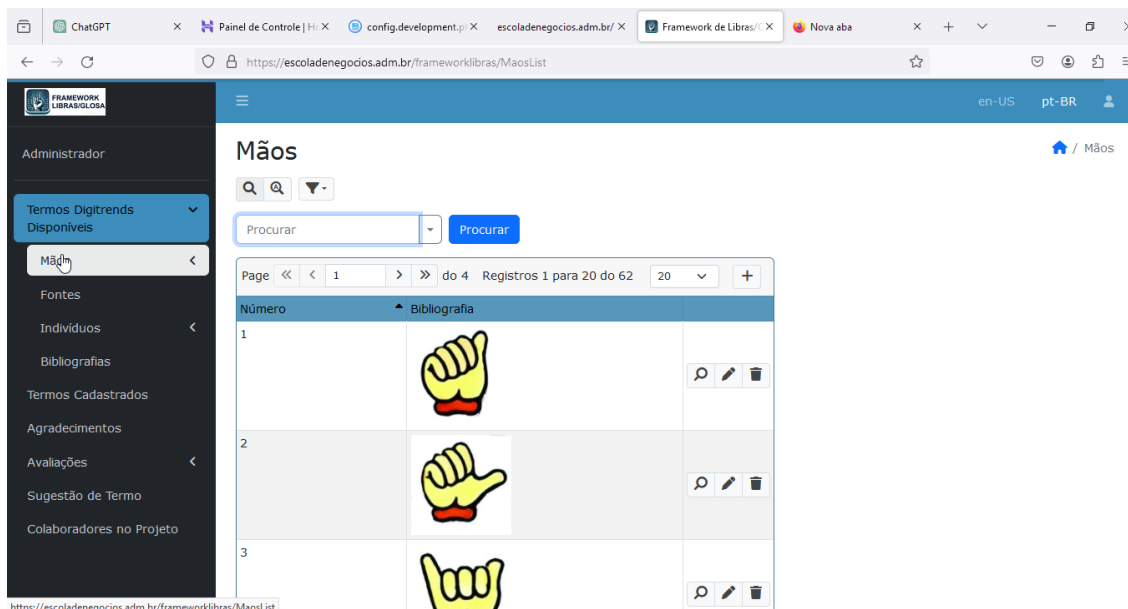 ChatGPT
Painel de Controle | Ho
config.development.p
escoladenegocios.adm.br/
Framework de Libras/G
Nova aba
https://escoladenegocios.adm.br/frameworklibras/MaosList
FRAMEWORK
LIBRAS/GLOSA
en-US pt-BR
Administrador
Mãos
/ Mãos
Termos Digitrends
Disponíveis
Procurar
Procurar
Fontes
Indivíduos
Bibliografias
Termos Cadastrados
Agradecimentos
Avaliações
Sugestão de Termo
Colaboradores no Projeto
Page 1 do 4 Registros 1 para 20 do 62 20
Número Bibliografia
1
2
3
https://escoladenegocios.adm.br/frameworklibras/MaosList